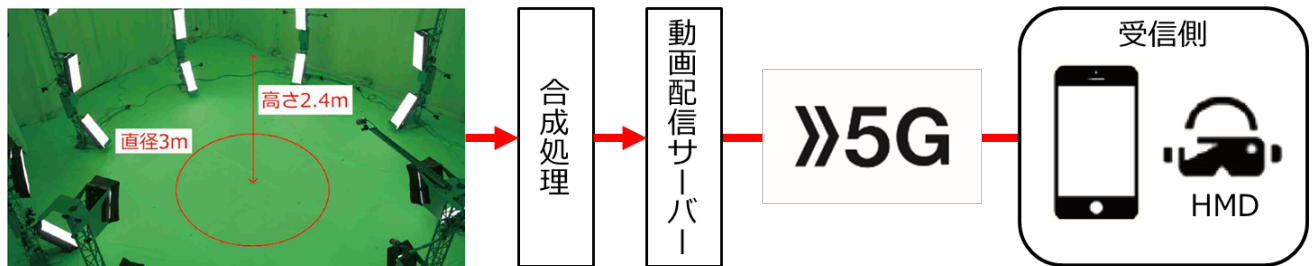 高さ2.4m
直径3m
合成処理
動画配信サーバー
5G
受信側
HMD